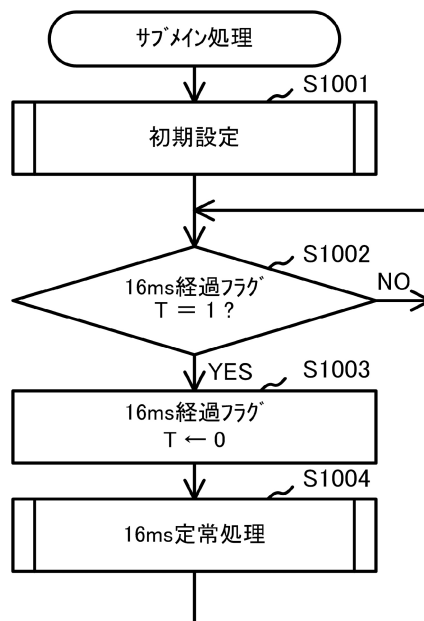 サブメイン処理
S1001
初期設定
S1002
16ms経過フラグ
T = 1?
NO
YES
S1003
16ms経過フラグ
T ← 0
S1004
16ms定常処理